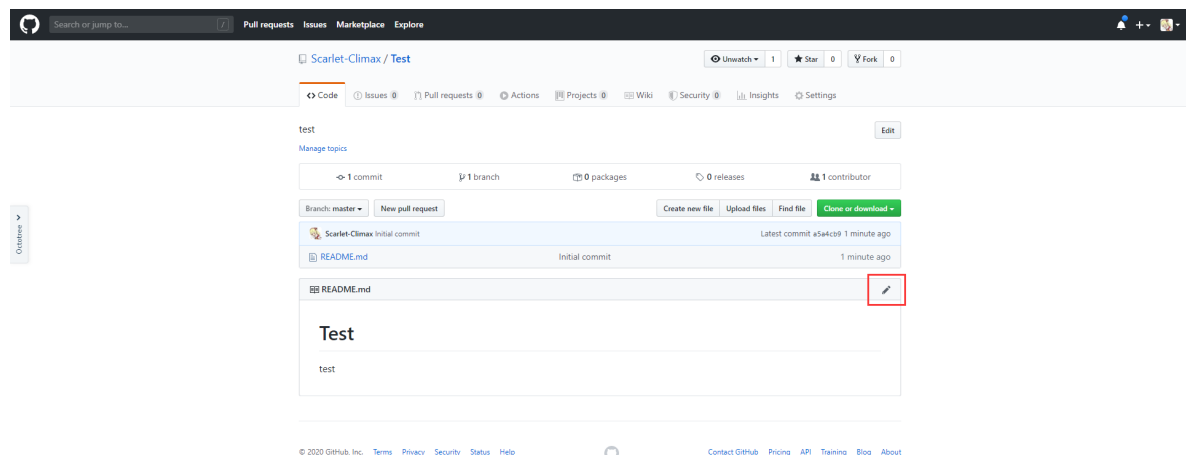 Search or jump to... / Pull requests Issues Marketplace Explore
Scarlet-Climax / Test Unwatch 1 Star 0 Fork 0
Code Issues 0 Pull requests 0 Actions Projects 0 Wiki Security 0 Insights Settings
test Edit
Manage topics
1 commit 1 branch 0 packages 0 releases 1 contributor
Branch: master New pull request Create new file Upload files Find file Clone or download
Scarlet-Climax Initial commit Latest commit a5a4cb9 1 minute ago
README.md Initial commit 1 minute ago
Octotree
README.md
Test
test
© 2020 GitHub, Inc. Terms Privacy Security Status Help Contact GitHub Pricing API Training Blog About